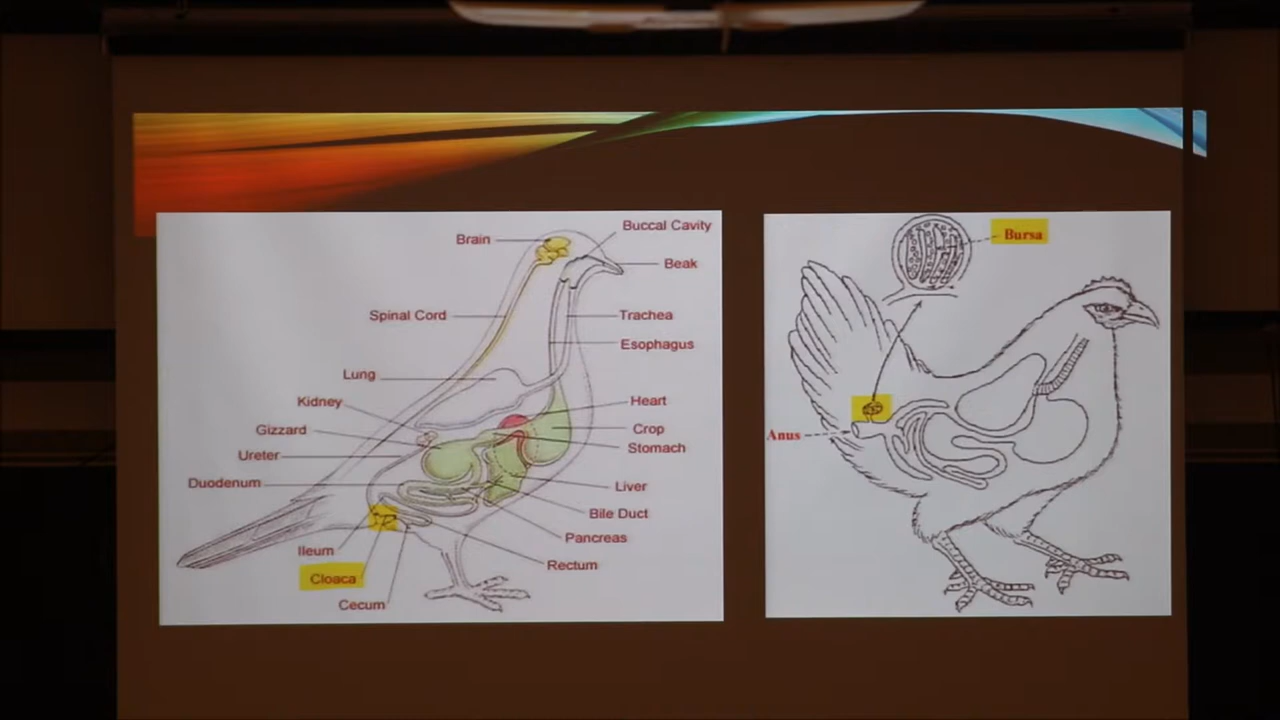 Brain
Buccal Cavity
Beak
Spinal Cord
Trachea
Esophagus
Lung
Kidney
Heart
Gizzard
Crop
Ureter
Stomach
Duodenum
Liver
Bile Duct
Pancreas
Ileum
Rectum
Cloaca
Cecum
Bursa
Anus